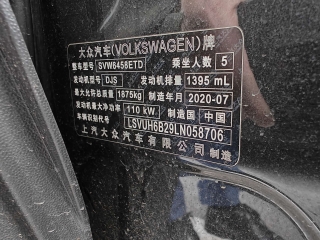 大众汽车(VOLKSWAGEN)牌
整车型号 SVW6458ETD 乘坐人数 5
发动机型号 DJS 发动机排量 1395 mL
最大允许总质量 1875kg 制造年月 2020-07
发动机最大净功率 110 kW 制造国 中国
车辆识别代号 LSVUH6B29LN058706
上汽大众汽车有限公司 制造